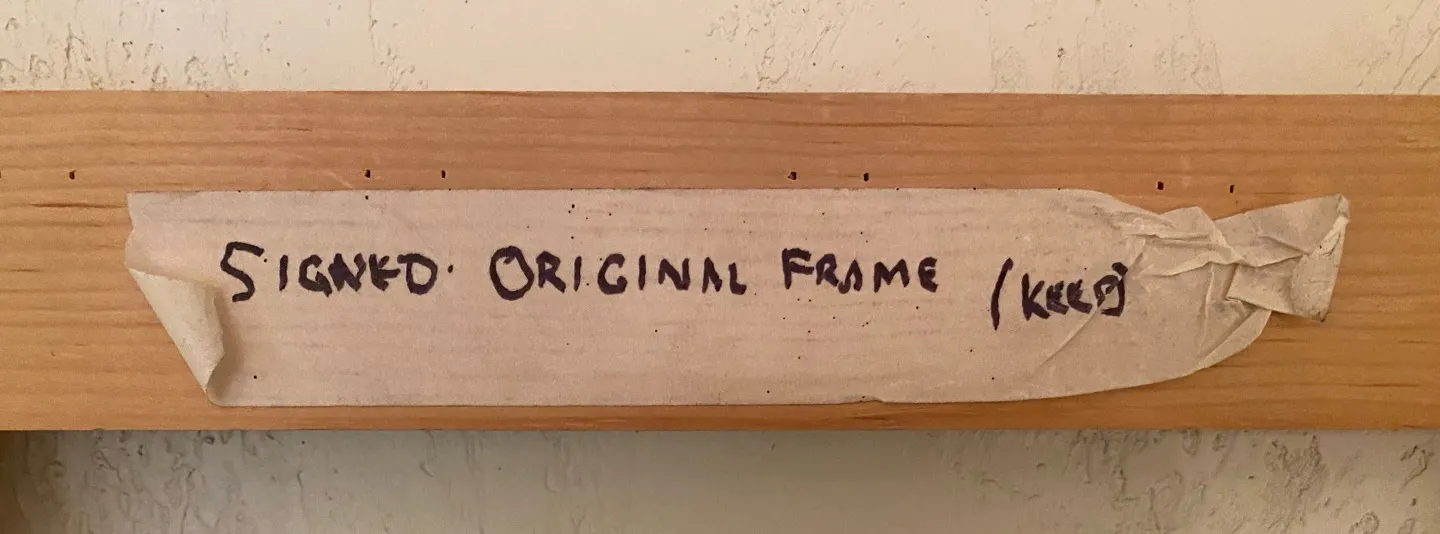 SIGNED. ORIGINAL FRAME (KEEP)